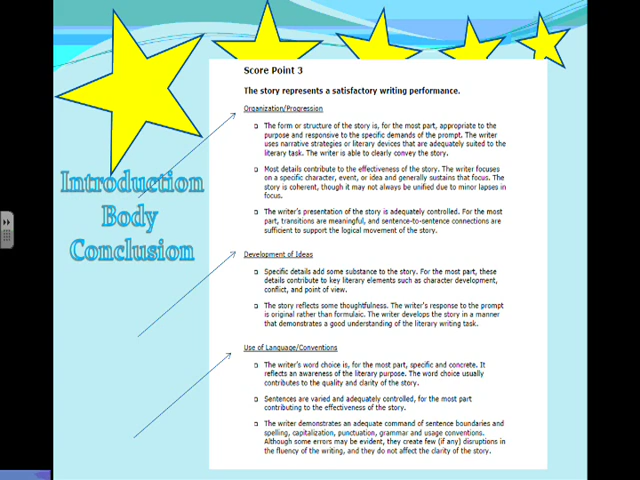 Score Point 3
The story represents a satisfactory writing performance.
Organization/Progression
The form or structure of the story is, for the most part, appropriate to the
purpose and responsive to the specific demands of the prompt. The writer
uses narrative strategies or literary devices that are adequately suited to the
literary task. The writer is able to clearly convey the story.
Most details contribute to the effectiveness of the story. The writer focuses
on a specific character, event, or idea and generally sustains that focus. The
story is coherent, though it may not always be unified due to minor lapses in
focus.
The writer's presentation of the story is adequately controlled. For the most
part, transitions are meaningful, and sentence-to-sentence connections are
sufficient to support the logical movement of the story.
Introduction
Body
Conclusion
Development of Ideas
Specific details add some substance to the story. For the most part, these
details contribute to key literary elements such as character development,
conflict, and point of view.
The story reflects some thoughtfulness. The writer's response to the prompt
is original rather than formulaic. The writer develops the story in a manner
that demonstrates a good understanding of the literary writing task.
Use of Language/Conventions
The writer's word choice is, for the most part, specific and concrete. It
reflects an awareness of the literary purpose. The word choice usually
contributes to the quality and clarity of the story.
Sentences are varied and adequately controlled, for the most part
contributing to the effectiveness of the story.
The writer demonstrates an adequate command of sentence boundaries and
spelling, capitalization, punctuation, grammar and usage conventions.
Although some errors may be evident, they create few (if any) disruptions in
the fluency of the writing, and they do not affect the clarity of the story.